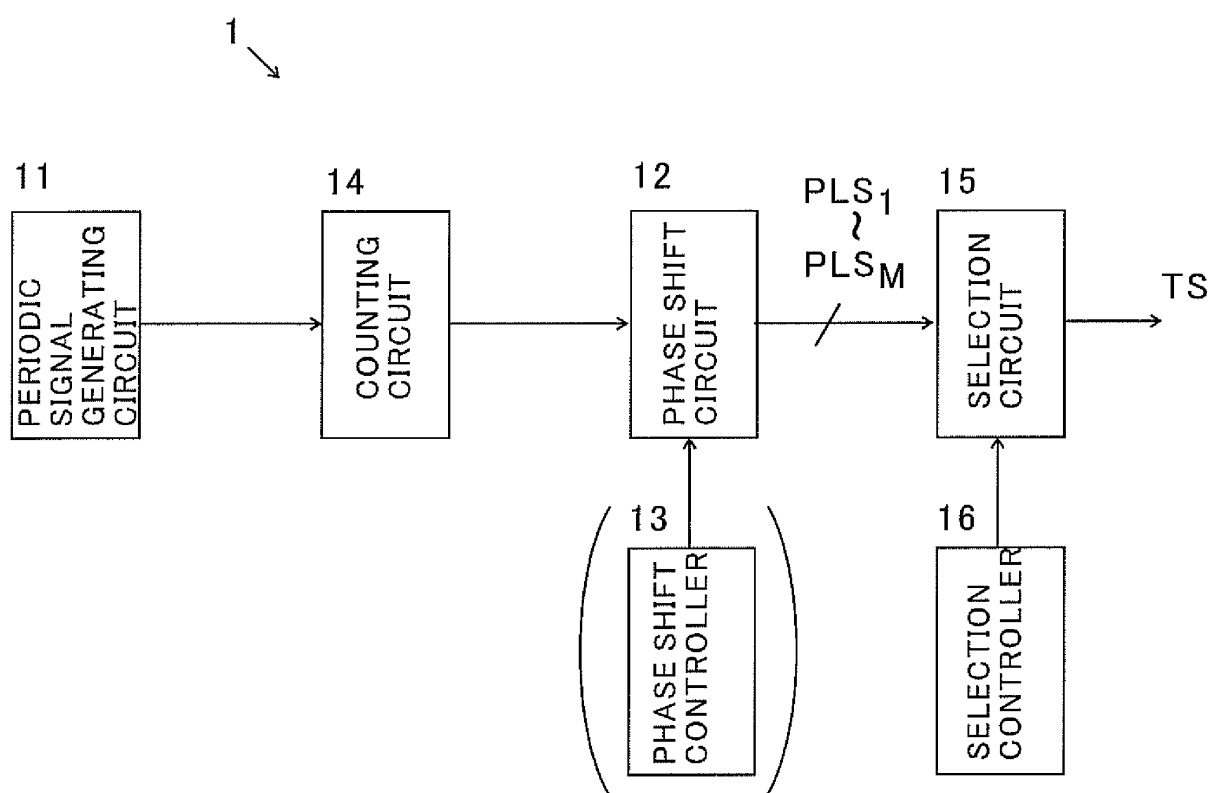 1
11
PERIODIC
SIGNAL
GENERATING
CIRCUIT
14
COUNTING
CIRCUIT
12
PHASE SHIFT
CIRCUIT
PLS1
~
PLSM
15
SELECTION
CIRCUIT
TS
13
PHASE SHIFT
CONTROLLER
16
SELECTION
CONTROLLER